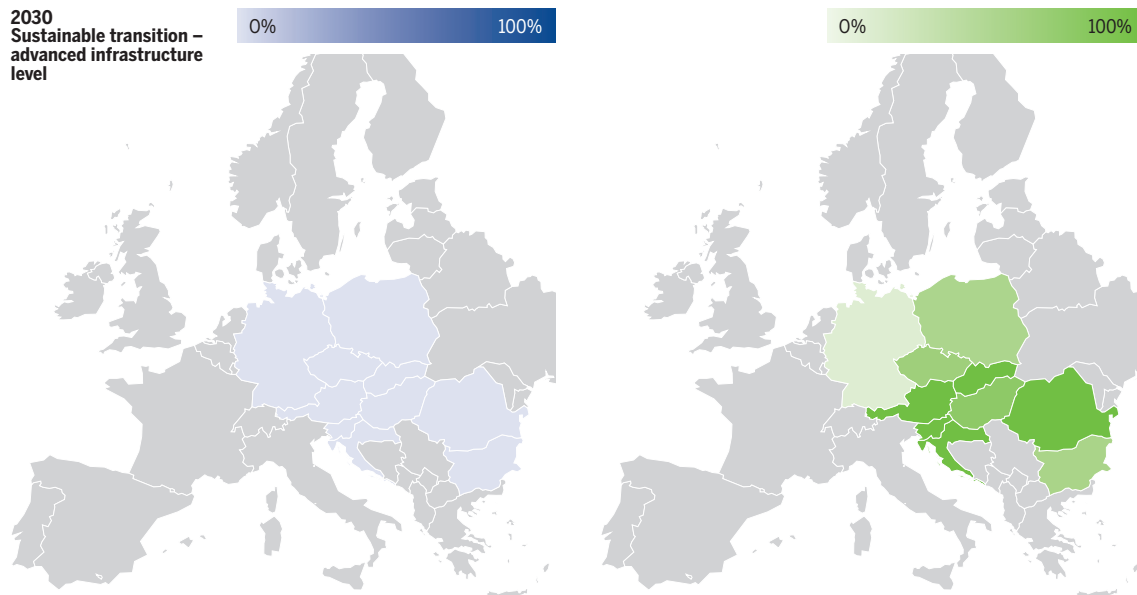 2030
Sustainable transition –
advanced infrastructure
level
0%
100%
0%
100%